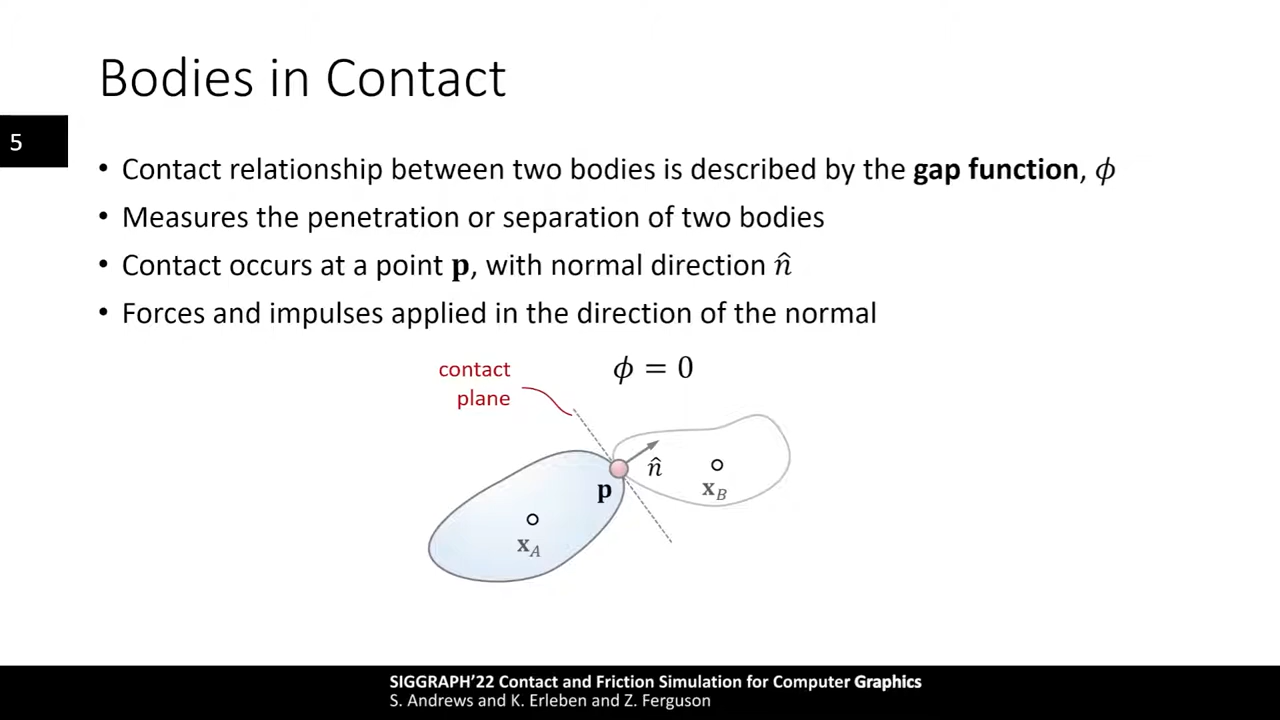 Bodies in Contact
5
• Contact relationship between two bodies is described by the gap function, ϕ
• Measures the penetration or separation of two bodies
• Contact occurs at a point p, with normal direction n̂
• Forces and impulses applied in the direction of the normal
contact
plane
ϕ = 0
n̂
p
x_B
x_A
SIGGRAPH'22 Contact and Friction Simulation for Computer Graphics
S. Andrews and K. Erleben and Z. Ferguson